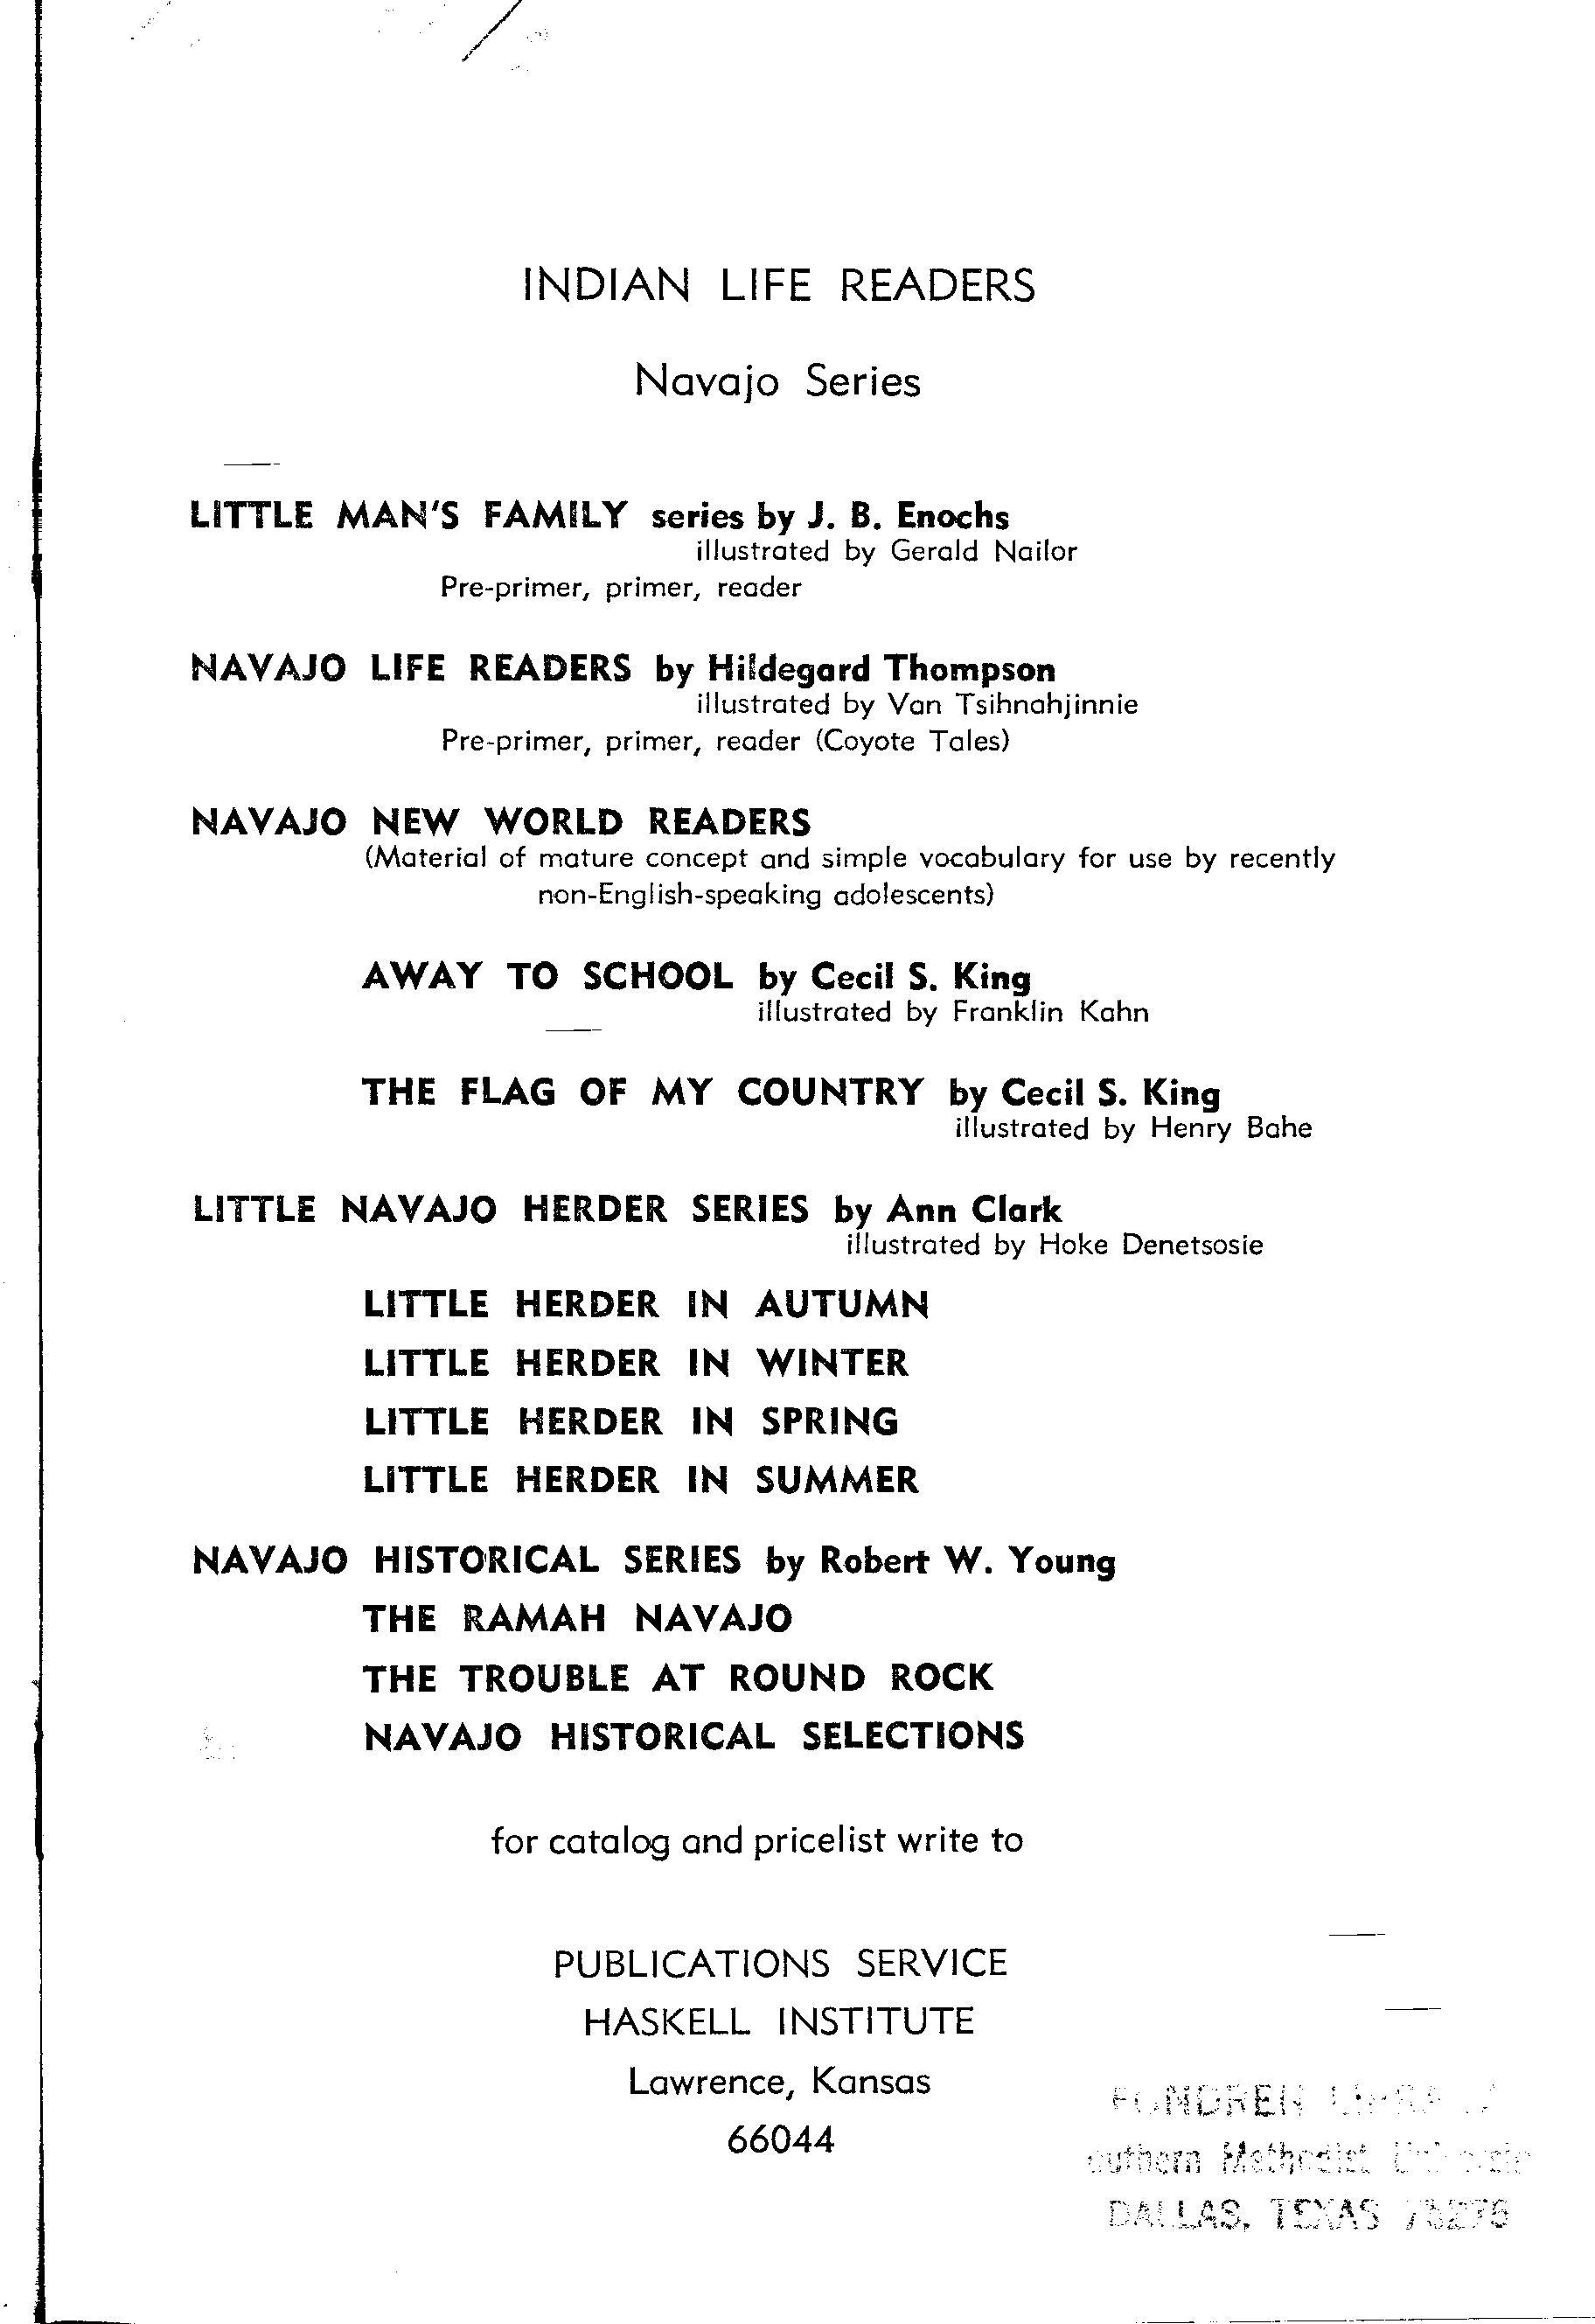 INDIAN LIFE READERS
Navajo Series
LITTLE MAN'S FAMILY series by J. B. Enochs
illustrated by Gerald Nailor
Pre-primer, primer, reader
NAVAJO LIFE READERS by Hildegard Thompson
illustrated by Van Tsihnahjinnie
Pre-primer, primer, reader (Coyote Tales)
NAVAJO NEW WORLD READERS
(Material of mature concept and simple vocabulary for use by recently
non-English-speaking adolescents)
AWAY TO SCHOOL by Cecil S. King
illustrated by Franklin Kahn
THE FLAG OF MY COUNTRY by Cecil S. King
illustrated by Henry Bahe
LITTLE NAVAJO HERDER SERIES by Ann Clark
illustrated by Hoke Denetsosie
LITTLE HERDER IN AUTUMN
LITTLE HERDER IN WINTER
LITTLE HERDER IN SPRING
LITTLE HERDER IN SUMMER
NAVAJO HISTORICAL SERIES by Robert W. Young
THE RAMAH NAVAJO
THE TROUBLE AT ROUND ROCK
NAVAJO HISTORICAL SELECTIONS
for catalog and pricelist write to
PUBLICATIONS SERVICE
HASKELL INSTITUTE
Lawrence, Kansas
66044
FONDREN
Methodist
DALLAS, TEXAS 75275